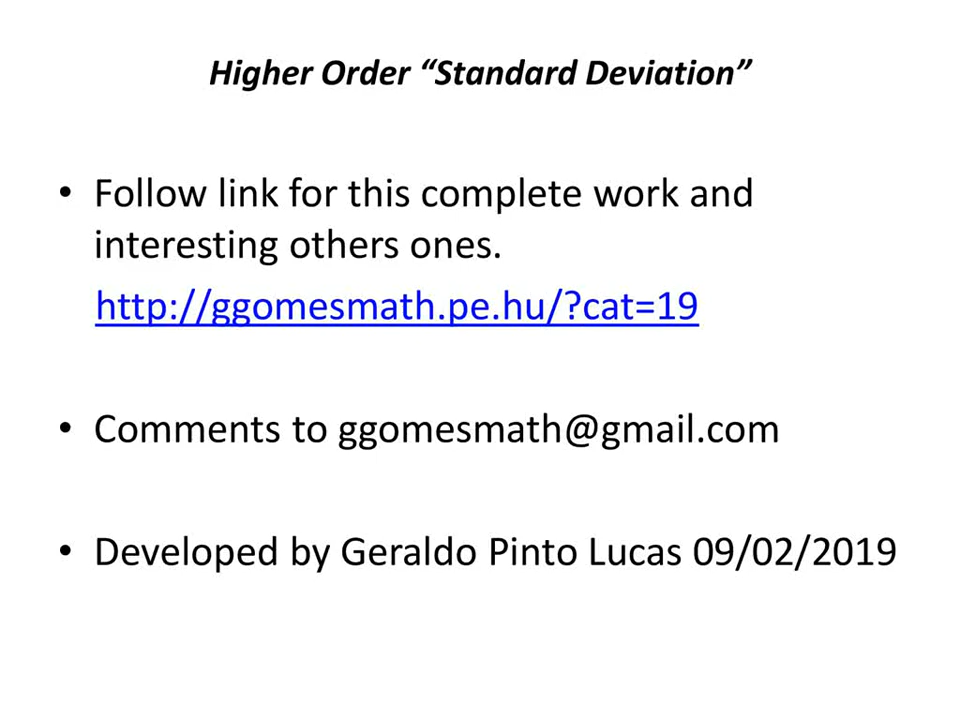 Higher Order “Standard Deviation”
• Follow link for this complete work and
interesting others ones.
http://ggomesmath.pe.hu/?cat=19
• Comments to ggomesmath@gmail.com
• Developed by Geraldo Pinto Lucas 09/02/2019